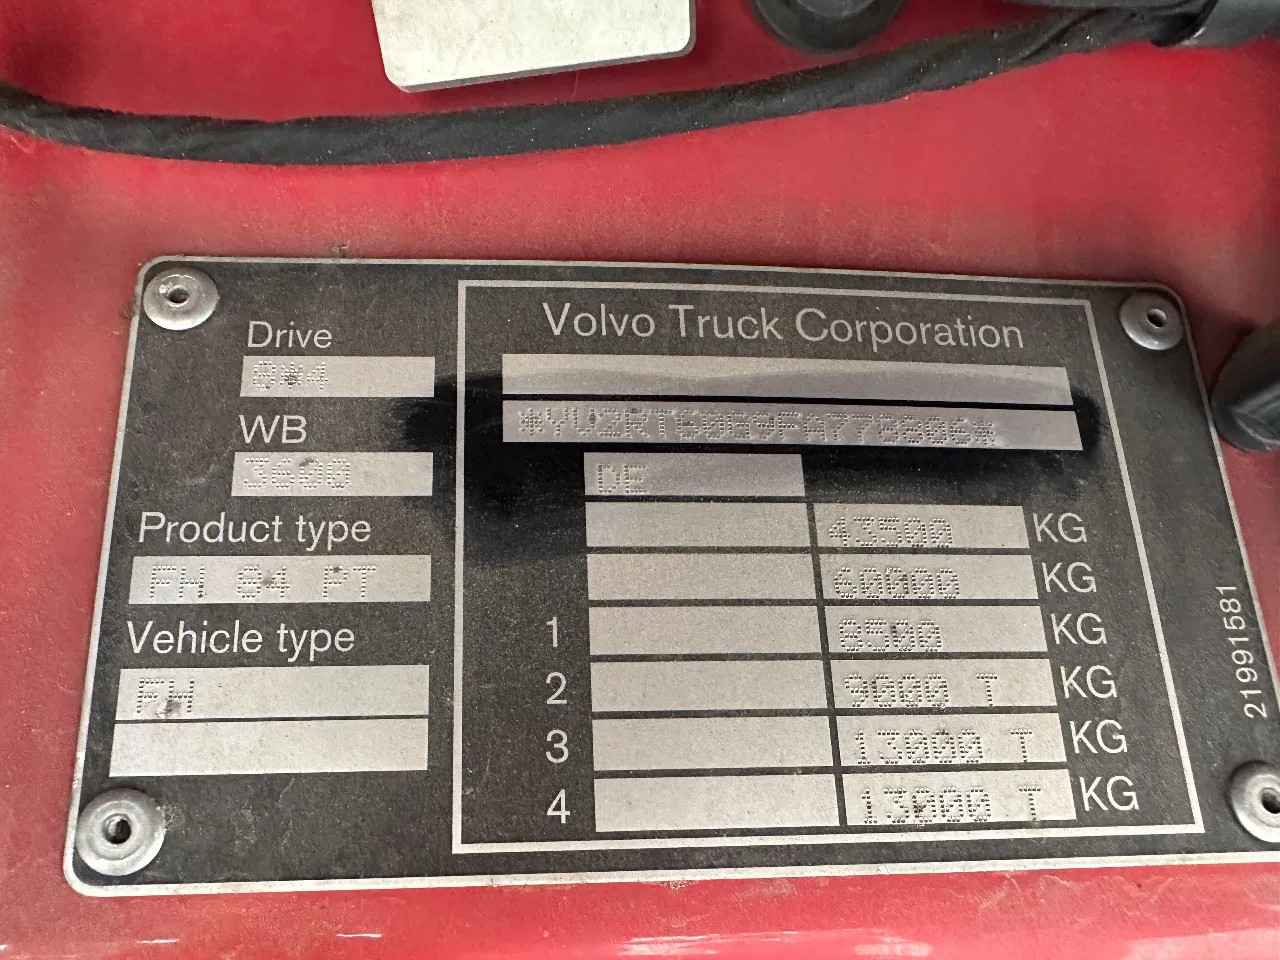 Volvo Truck Corporation
Drive
8*4
*YV2RT60G9FA775806*
WB
3600
DE
Product type
43500 KG
FH 84 PT
60000 KG
Vehicle type
1 8500 KG
FH
2 9000 T KG
3 13000 T KG
4 13000 T KG
21991581